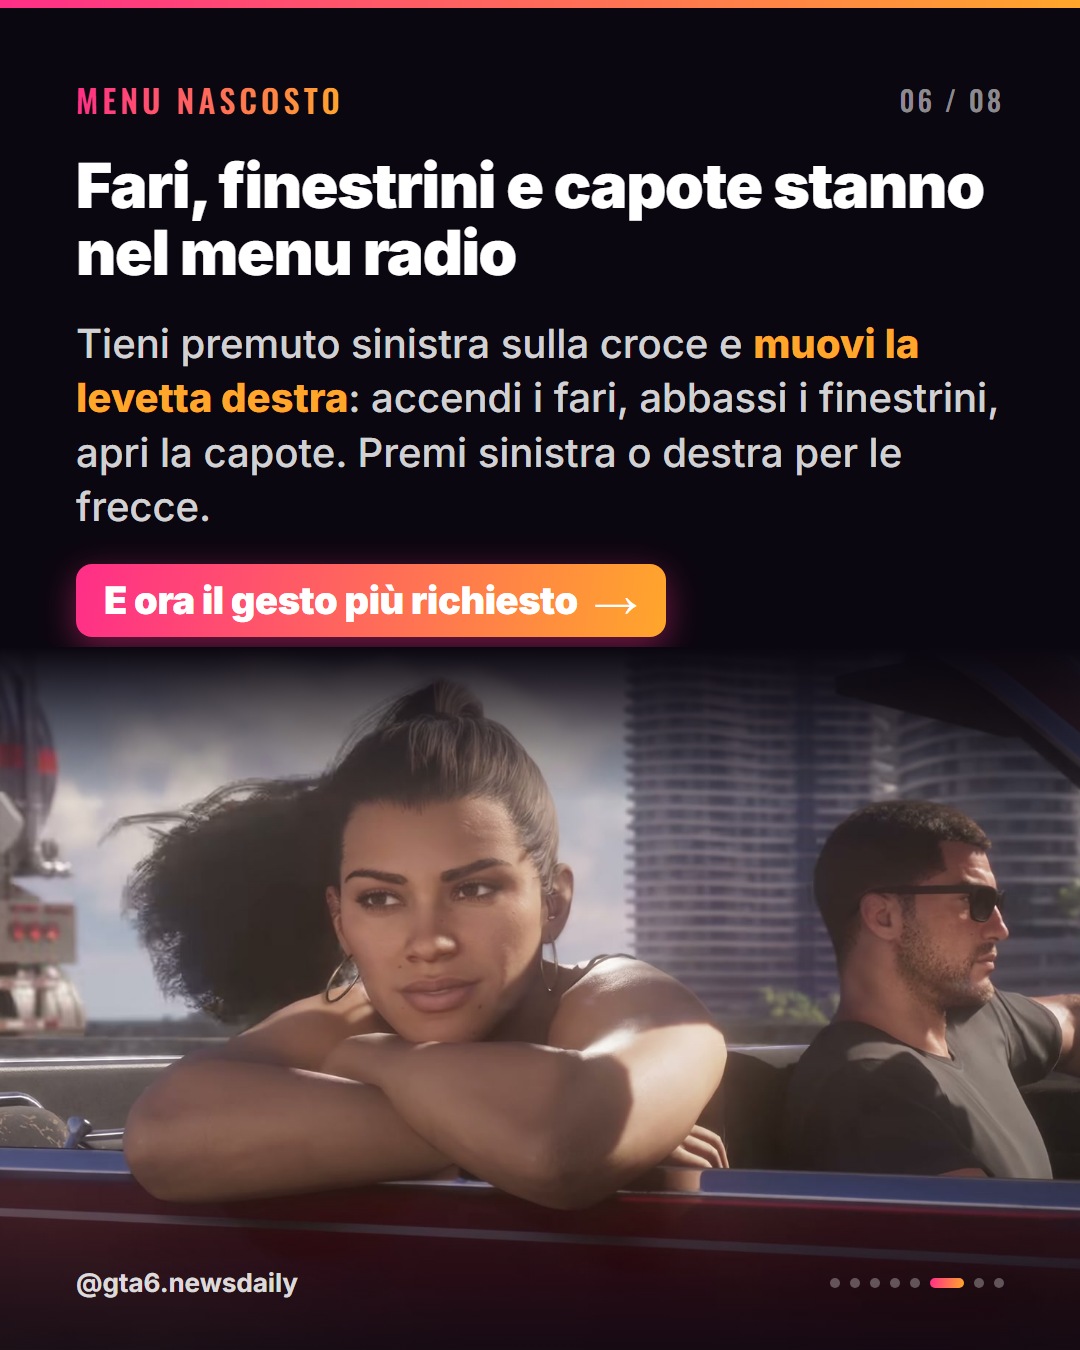 MENU NASCOSTO
06 / 08
Fari, finestrini e capote stanno
nel menu radio
Tieni premuto sinistra sulla croce e muovi la
levetta destra: accendi i fari, abbassi i finestrini,
apri la capote. Premi sinistra o destra per le
frecce.
E ora il gesto più richiesto →
@gta6.newsdaily